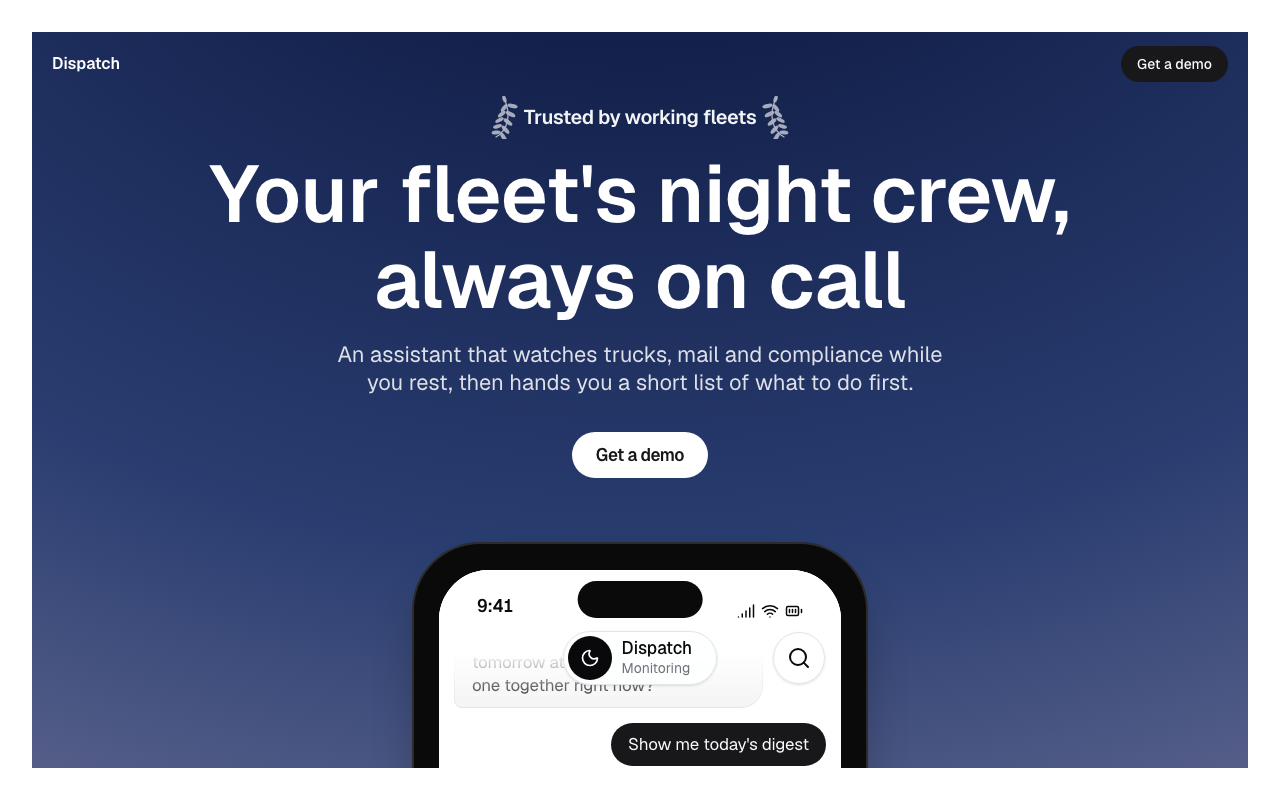 Dispatch
Get a demo
Trusted by working fleets
Your fleet's night crew,
always on call
An assistant that watches trucks, mail and compliance while
you rest, then hands you a short list of what to do first.
Get a demo
9:41
Dispatch
Monitoring
tomorrow at
one together right now?
Show me today's digest